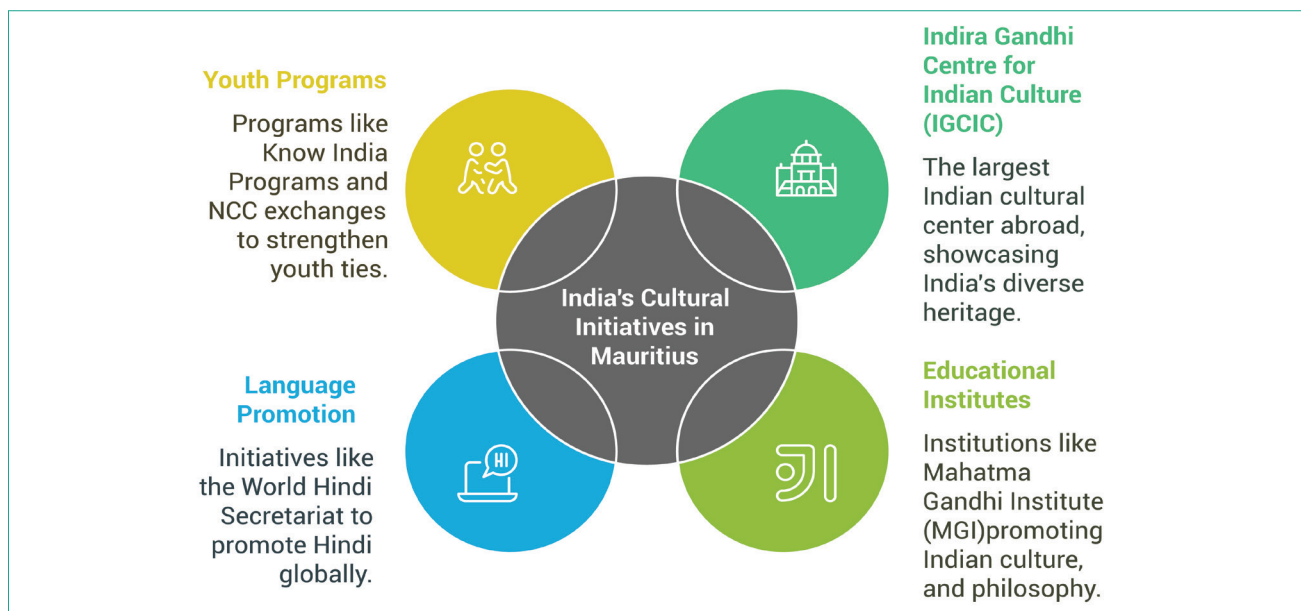 Youth Programs
Programs like
Know India
Programs and
NCC exchanges
to strengthen
youth ties.
Indira Gandhi
Centre for
Indian Culture
(IGCIC)
The largest
Indian cultural
center abroad,
showcasing
India's diverse
heritage.
India's Cultural
Initiatives in
Mauritius
Language
Promotion
Initiatives like
the World Hindi
Secretariat to
promote Hindi
globally.
HI
Educational
Institutes
Institutions like
Mahatma
Gandhi Institute
(MGI)promoting
Indian culture,
and philosophy.